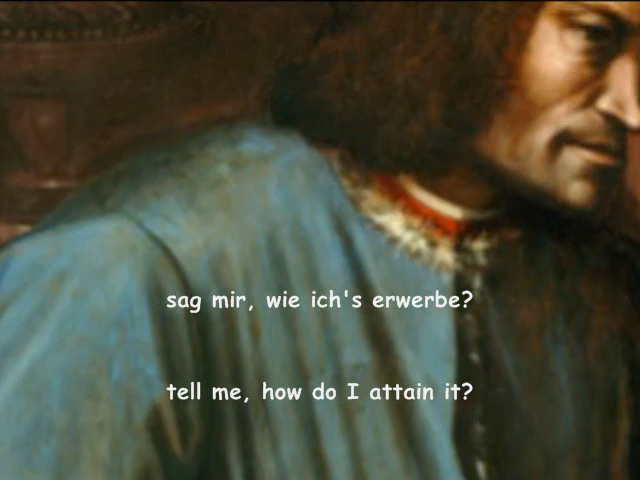 sag mir, wie ich's erwerbe?
tell me, how do I attain it?